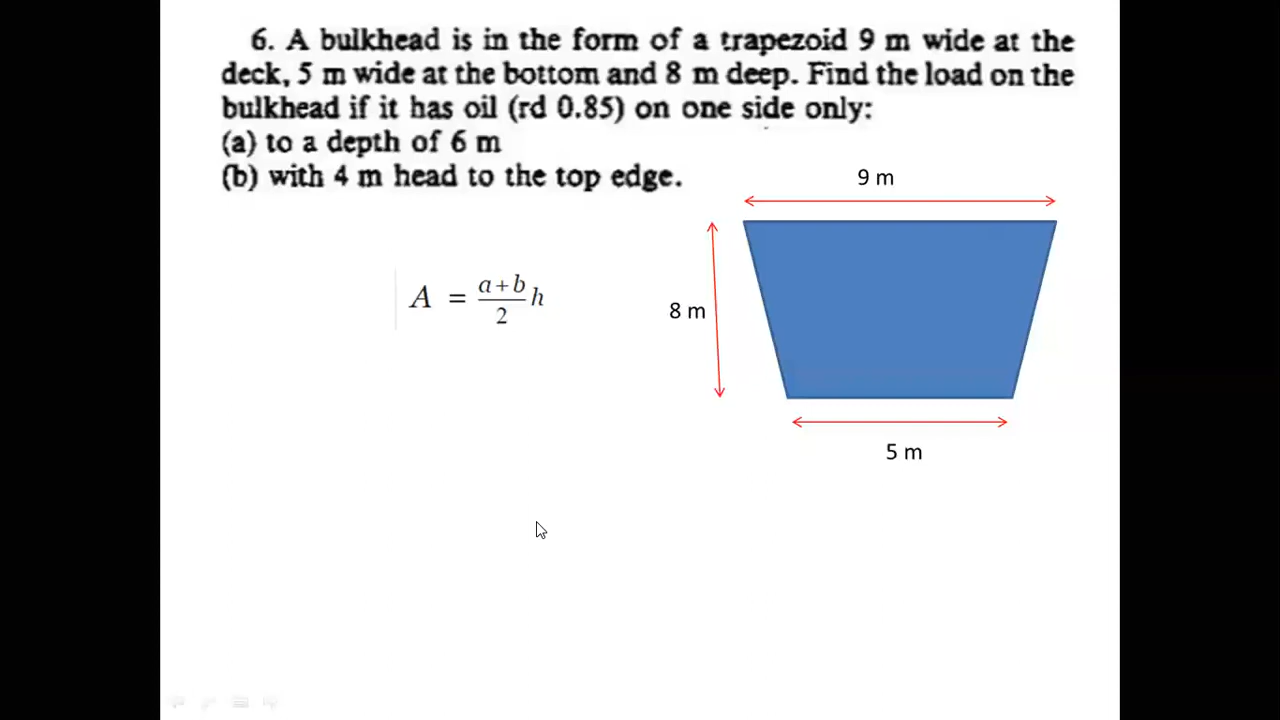 6. A bulkhead is in the form of a trapezoid 9 m wide at the
deck, 5 m wide at the bottom and 8 m deep. Find the load on the
bulkhead if it has oil (rd 0.85) on one side only:
(a) to a depth of 6 m
(b) with 4 m head to the top edge.
9 m
A = \frac{a+b}{2} h
8 m
5 m